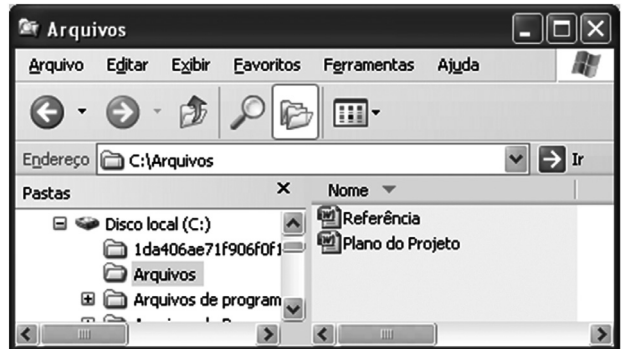 Arquivos
Arquivo Editar Exibir Favoritos Ferramentas Ajuda
Endereço C:\Arquivos Ir
Pastas x Nome
Disco local (C:)
Referência
1da406ae71f906f0f1
Plano do Projeto
Arquivos
Arquivos de program